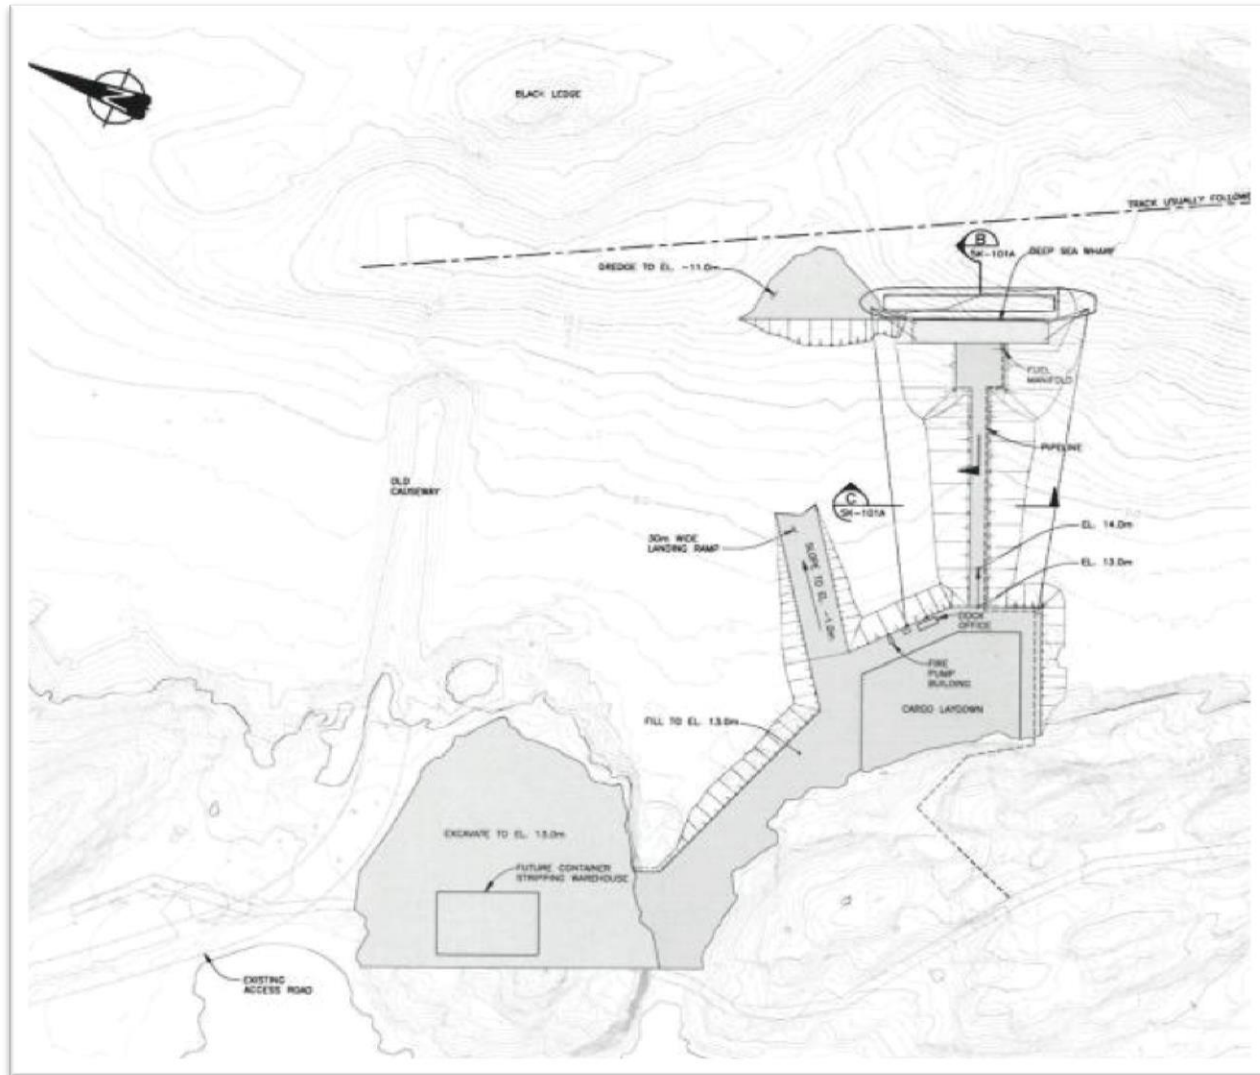 BLACK LEDGE
TRACK USUALLY FOLLOWE
B
SK-101A
DEEP SEA WHARF
DREDGE TO EL. -11.0m
FUEL
MANIFOLD
PIPELINE
OLD
CAUSEWAY
C
SK-101A
30m WIDE
LANDING RAMP
SLOPE TO EL. -1.0m
EL. 14.0m
EL. 13.0m
DOCK
OFFICE
FIRE
PUMP
BUILDING
CARGO LAYDOWN
FILL TO EL. 13.0m
EXCAVATE TO EL. 13.0m
FUTURE CONTAINER
STRIPPING WAREHOUSE
EXISTING
ACCESS ROAD